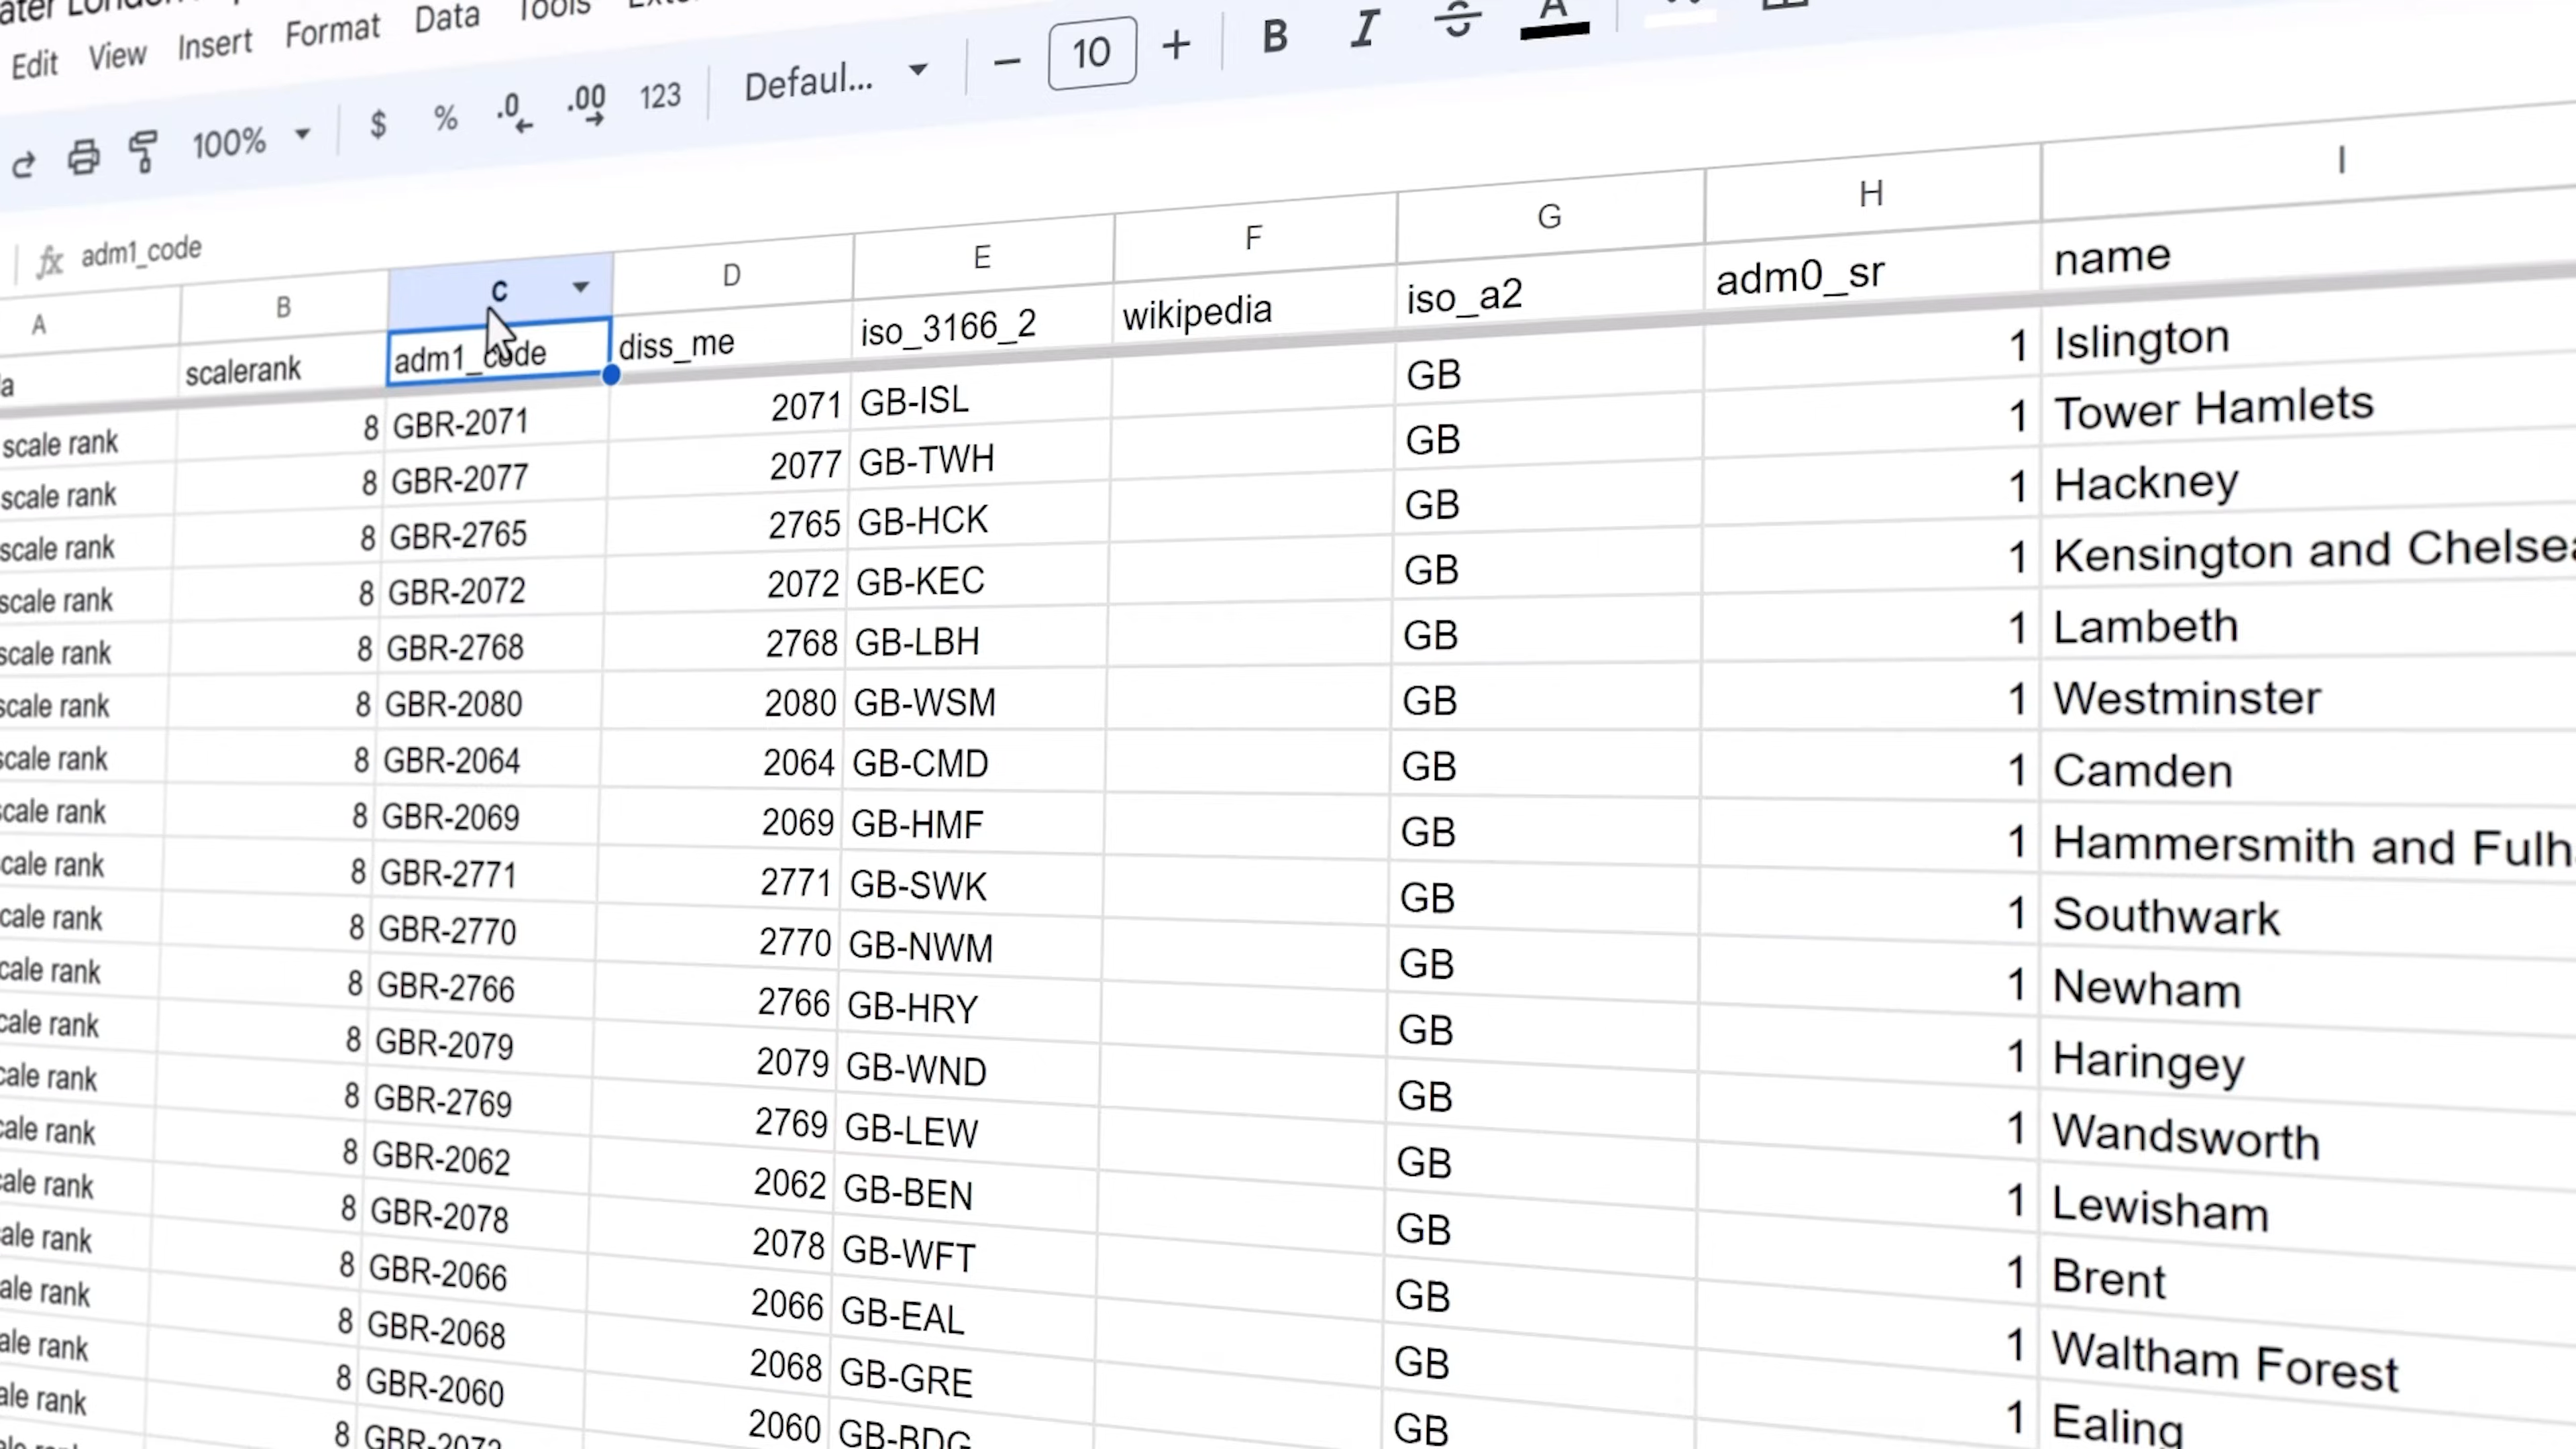 Edit View Insert Format Data Tools
100% $ % .0 .00 123 Defaul... − 10 + B I S A
fx adm1_code
A B C D E F G H I
scalerank adm1_code diss_me iso_3166_2 wikipedia iso_a2 adm0_sr name
scale rank 8 GBR-2071 2071 GB-ISL GB 1 Islington
scale rank 8 GBR-2077 2077 GB-TWH GB 1 Tower Hamlets
scale rank 8 GBR-2765 2765 GB-HCK GB 1 Hackney
scale rank 8 GBR-2072 2072 GB-KEC GB 1 Kensington and Chelsea
scale rank 8 GBR-2768 2768 GB-LBH GB 1 Lambeth
scale rank 8 GBR-2080 2080 GB-WSM GB 1 Westminster
scale rank 8 GBR-2064 2064 GB-CMD GB 1 Camden
scale rank 8 GBR-2069 2069 GB-HMF GB 1 Hammersmith and Fulh
cale rank 8 GBR-2771 2771 GB-SWK GB 1 Southwark
cale rank 8 GBR-2770 2770 GB-NWM GB 1 Newham
cale rank 8 GBR-2766 2766 GB-HRY GB 1 Haringey
cale rank 8 GBR-2079 2079 GB-WND GB 1 Wandsworth
cale rank 8 GBR-2769 2769 GB-LEW GB 1 Lewisham
cale rank 8 GBR-2062 2062 GB-BEN GB 1 Brent
ale rank 8 GBR-2078 2078 GB-WFT GB 1 Waltham Forest
ale rank 8 GBR-2066 2066 GB-EAL GB 1 Ealing
ale rank 8 GBR-2068 2068 GB-GRE
ale rank 8 GBR-2060 2060 GB-BDG
ale rank 8